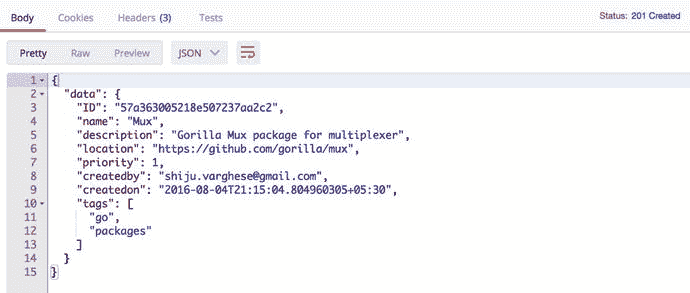 Body Cookies Headers (3) Tests Status: 201 Created
Pretty Raw Preview JSON
1 {
2 "data": {
3 "ID": "57a363005218e507237aa2c2",
4 "name": "Mux",
5 "description": "Gorilla Mux package for multiplexer",
6 "location": "https://github.com/gorilla/mux",
7 "priority": 1,
8 "createdby": "shiju.varghese@gmail.com",
9 "createdon": "2016-08-04T21:15:04.804960305+05:30",
10 "tags": [
11 "go",
12 "packages"
13 ]
14 }
15 }